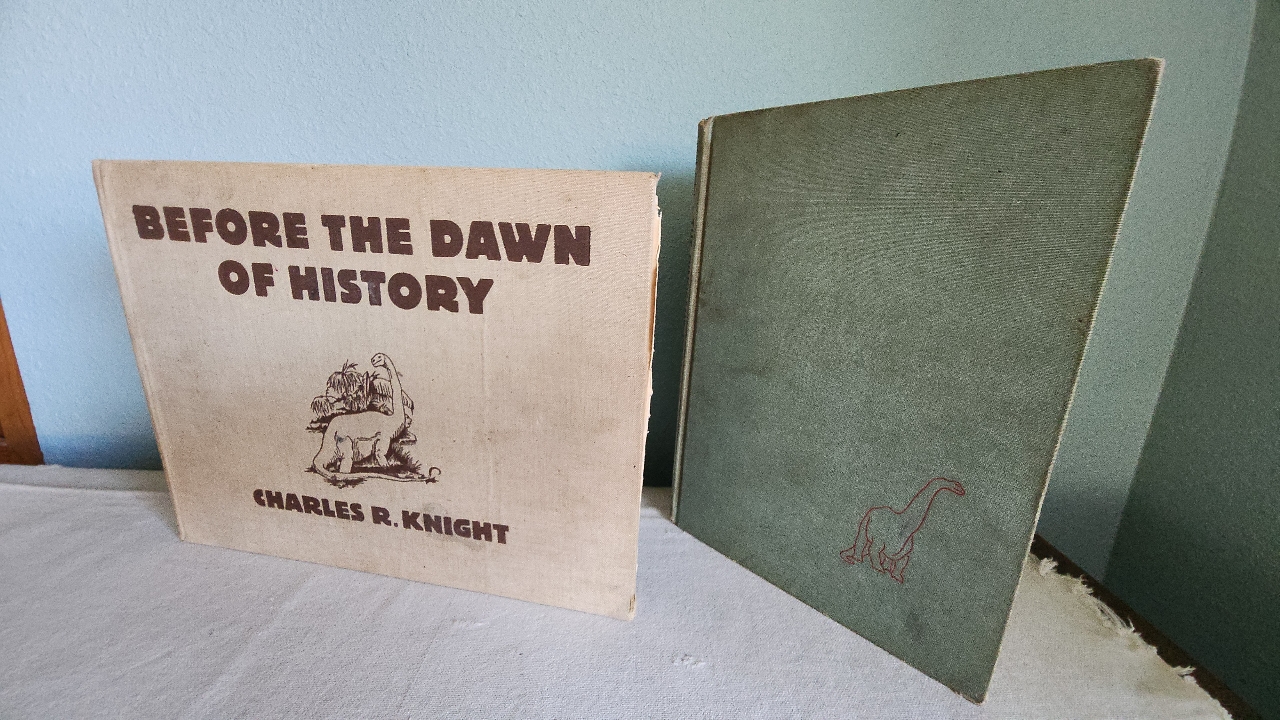 BEFORE THE DAWN
OF HISTORY
CHARLES R. KNIGHT